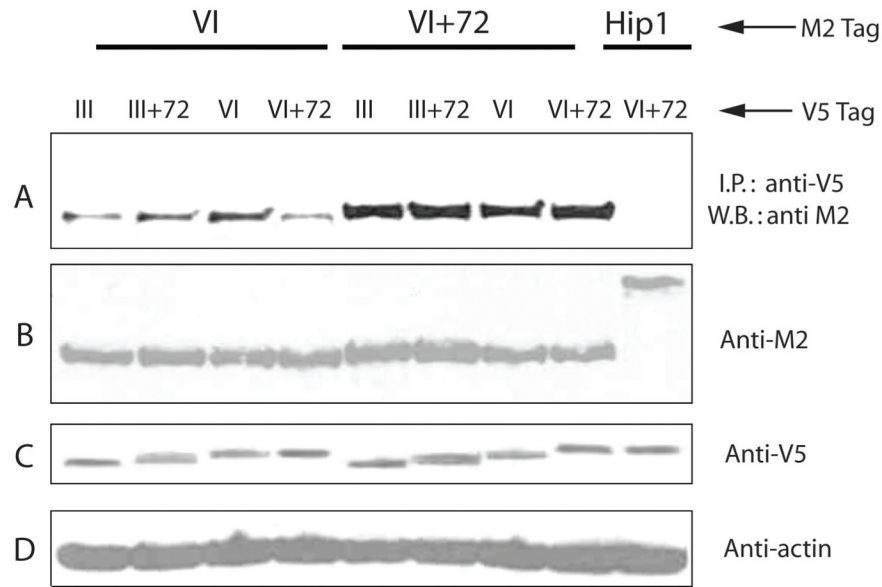 VI VI+72 Hip1 M2 Tag
III III+72 VI VI+72 III III+72 VI VI+72 VI+72 V5 Tag
A
I.P.: anti-V5
W.B.: anti M2
B Anti-M2
C Anti-V5
D Anti-actin